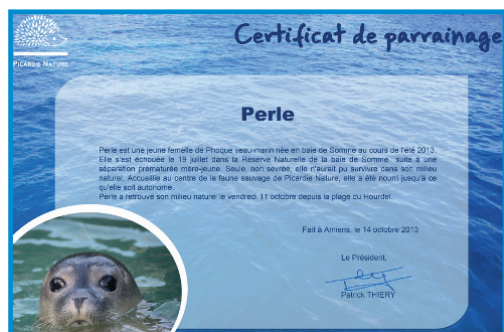 Certificat de parrainage
PICARDIE NATURE
Perle
Perle est une jeune femelle de Phoque veau-marin née en baie de Somme au cours de l'été 2013.
Elle s'est échouée le 19 juillet dans la Réserve Naturelle de la baie de Somme, suite à une
séparation prématurée mère-jeune. Seule, non sevrée, elle n'aurait pu survivre dans son milieu
naturel. Accueillie au centre de la faune sauvage de Picardie Nature, elle a été nourri jusqu'à ce
qu'elle soit autonome.
Perle a retrouvé son milieu naturel le vendredi 11 octobre depuis la plage du Hourdel.
Fait à Amiens, le 14 octobre 2013
Le Président,
Patrick THIERY